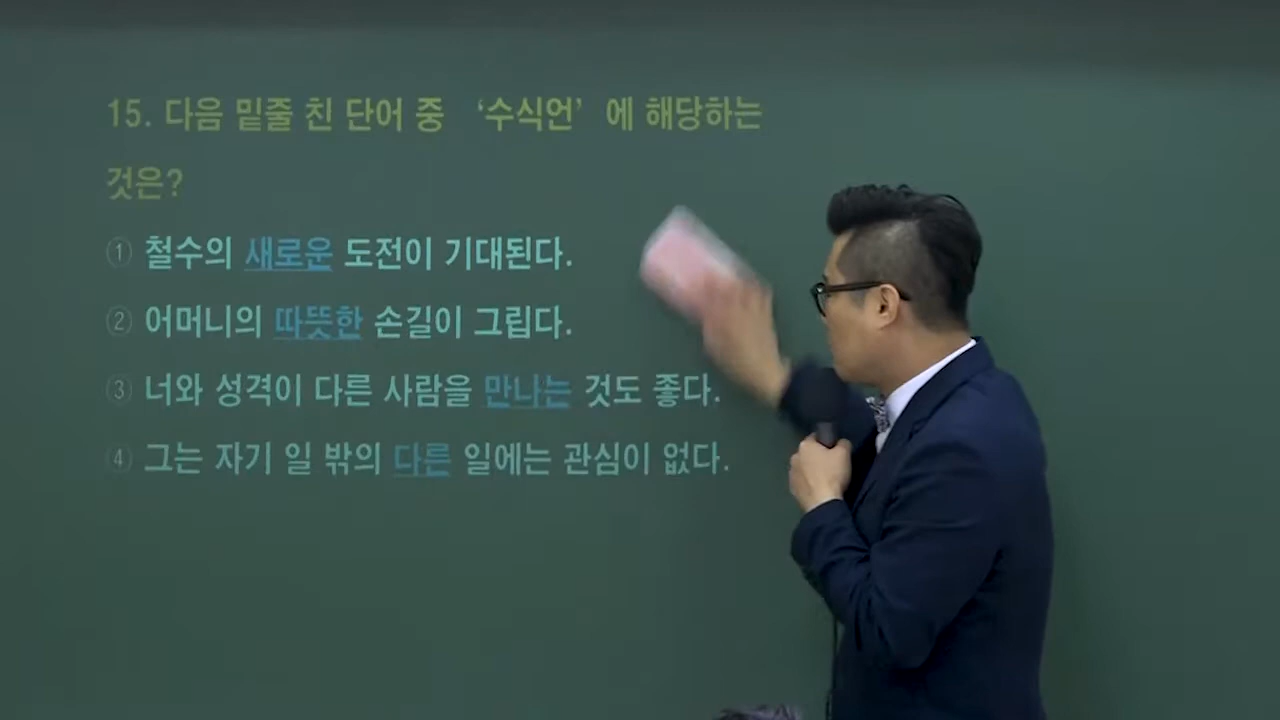 15. 다음 밑줄 친 단어 중 ‘수식언’ 에 해당하는
것은?
① 철수의 새로운 도전이 기대된다.
② 어머니의 따뜻한 손길이 그립다.
③ 너와 성격이 다른 사람을 만나는 것도 좋다.
④ 그는 자기 일 밖의 다른 일에는 관심이 없다.